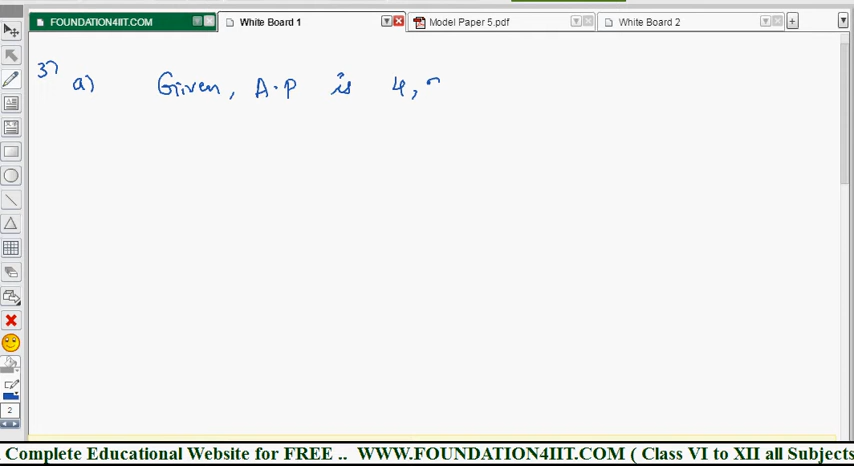 FOUNDATION4IIT.COM White Board 1 Model Paper 5.pdf White Board 2
37
a) Given, A.P is 4,
2
Complete Educational Website for FREE .. WWW.FOUNDATION4IIT.COM ( Class VI to XII all Subjects